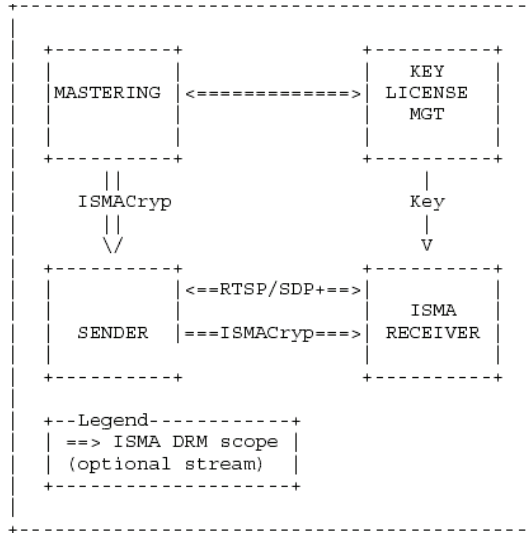 KEY
MASTERING <============> LICENSE
MGT
ISMACryp Key
<==RTSP/SDP+==>
ISMA
SENDER ===ISMACryp===> RECEIVER
--Legend------------
==> ISMA DRM scope
(optional stream)